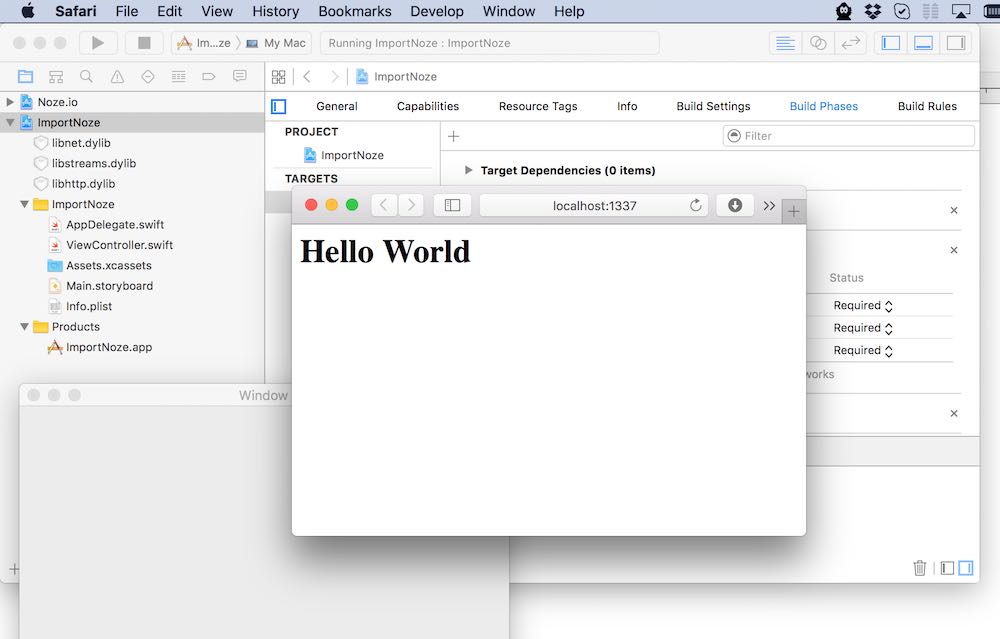 Safari File Edit View History Bookmarks Develop Window Help
Im...ze My Mac Running ImportNoze : ImportNoze
ImportNoze
Noze.io
ImportNoze
libnet.dylib
libstreams.dylib
libhttp.dylib
ImportNoze
AppDelegate.swift
ViewController.swift
Assets.xcassets
Main.storyboard
Info.plist
Products
ImportNoze.app
General Capabilities Resource Tags Info Build Settings Build Phases Build Rules
PROJECT
ImportNoze
TARGETS
Filter
Target Dependencies (0 items)
localhost:1337
Hello World
Status
Required
Required
Required
works
Window